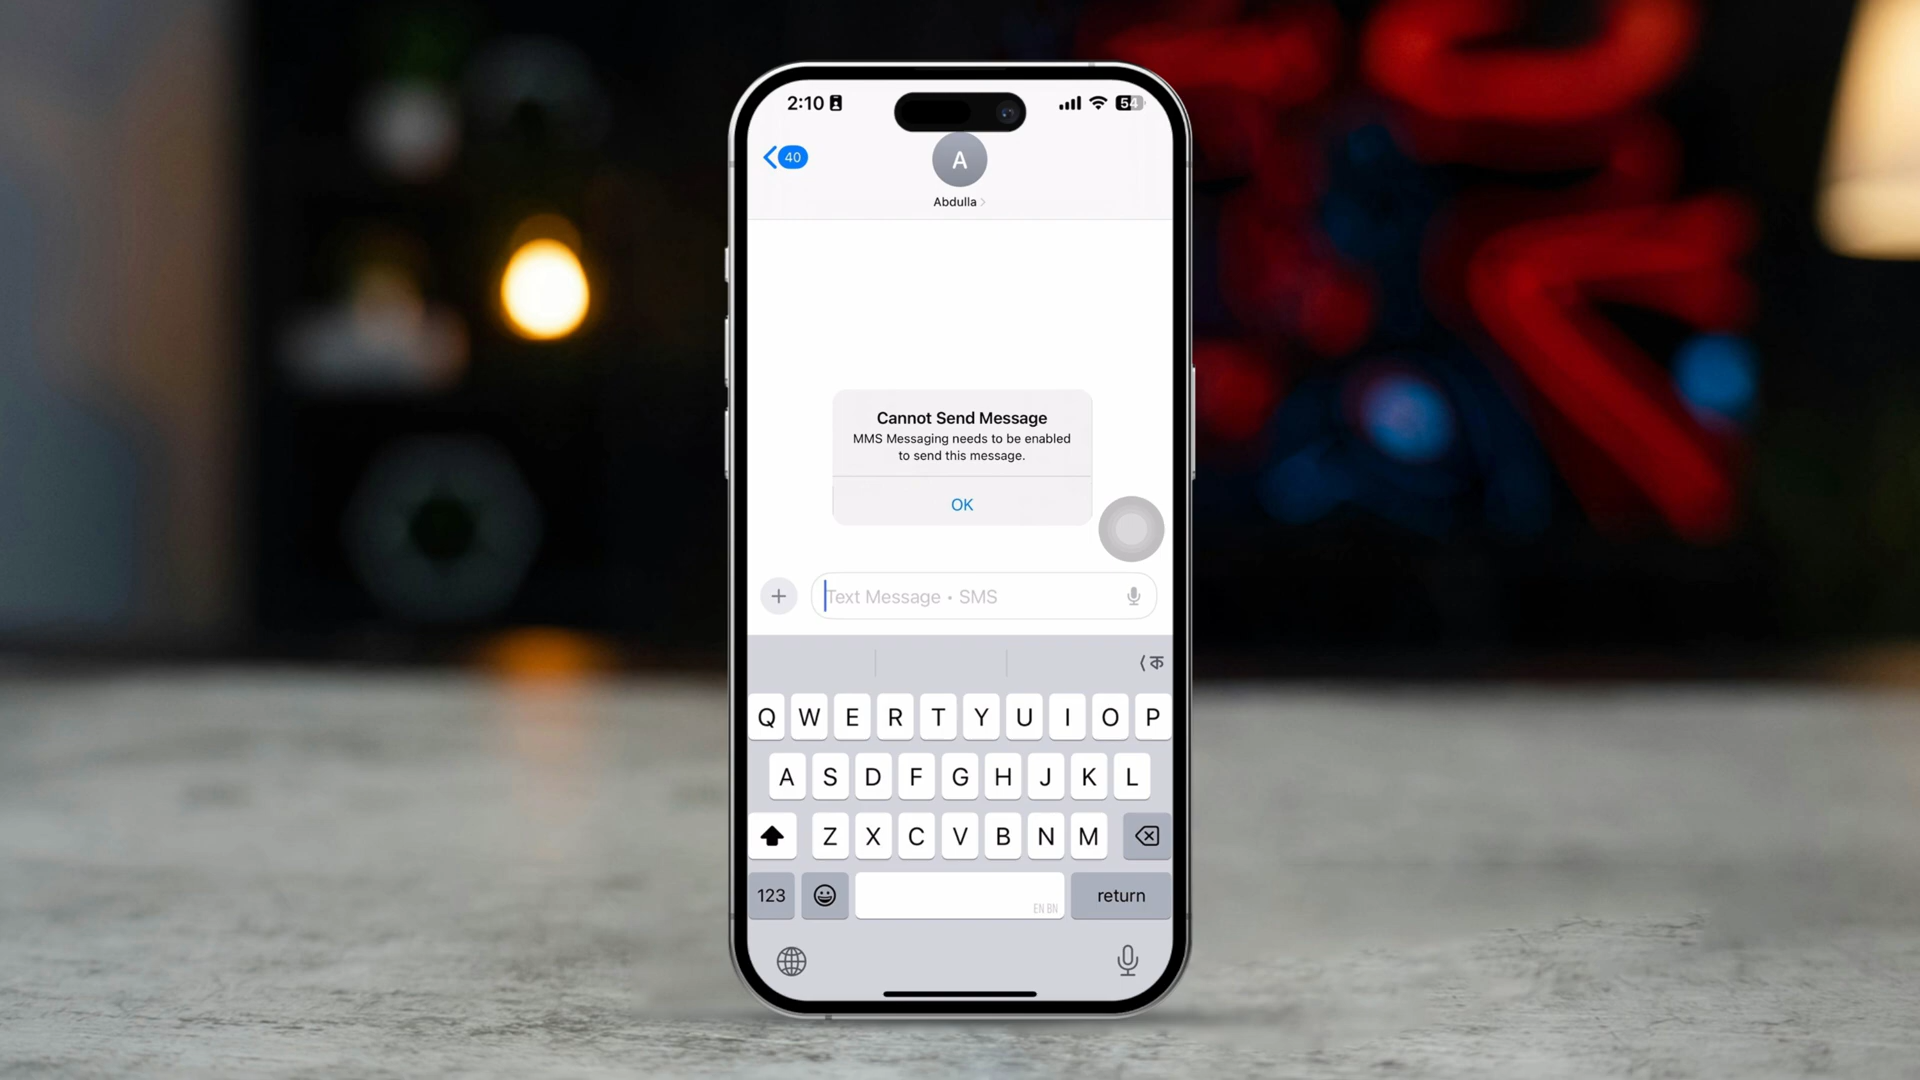 2:10 54
40
A
Abdulla
Cannot Send Message
MMS Messaging needs to be enabled
to send this message.
OK
Text Message • SMS
ক
Q W E R T Y U I O P
A S D F G H J K L
Z X C V B N M
123 return
EN BN